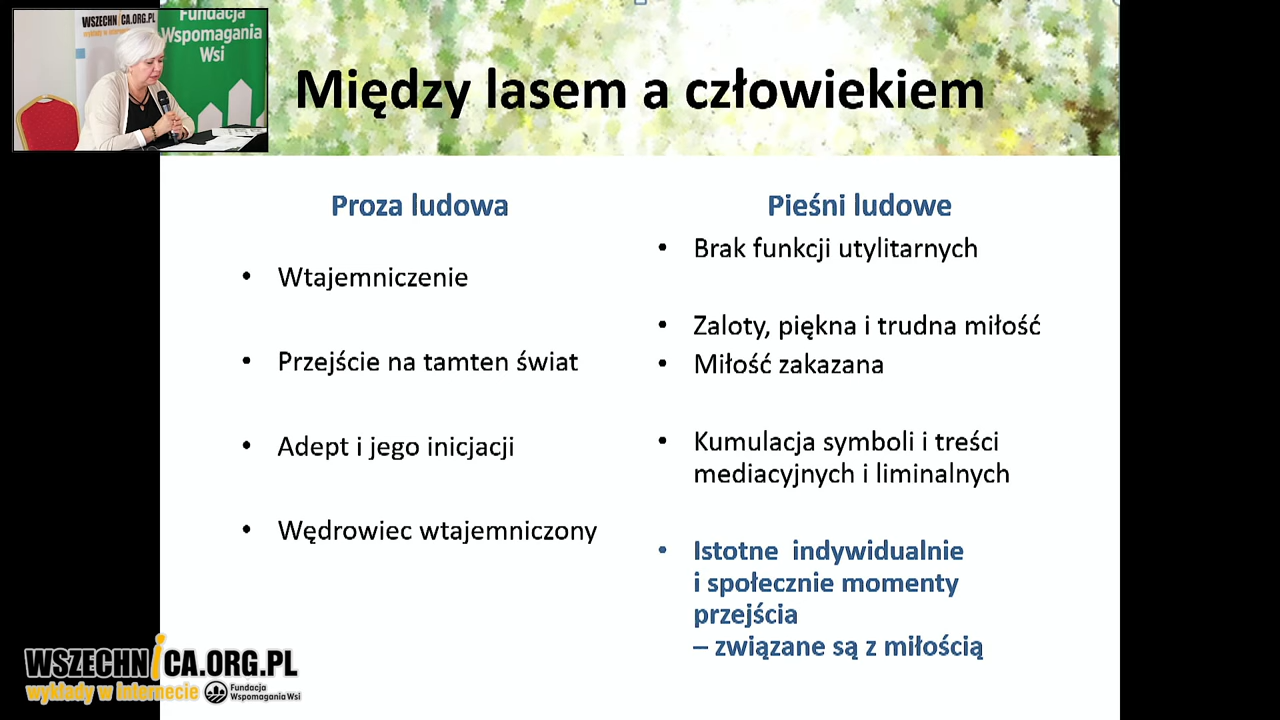 WSZECHNICA.ORG.PL
wykłady w internecie
Fundacja
Wspomagania
Wsi
Między lasem a człowiekiem
Proza ludowa
• Wtajemniczenie
• Przejście na tamten świat
• Adept i jego inicjacji
• Wędrowiec wtajemniczony
Pieśni ludowe
• Brak funkcji utylitarnych
• Zaloty, piękna i trudna miłość
• Miłość zakazana
• Kumulacja symboli i treści
mediacyjnych i liminalnych
• Istotne indywidualnie
i społecznie momenty
przejścia
– związane są z miłością
WSZECHNICA.ORG.PL
wykłady w internecie
Fundacja
Wspomagania Wsi